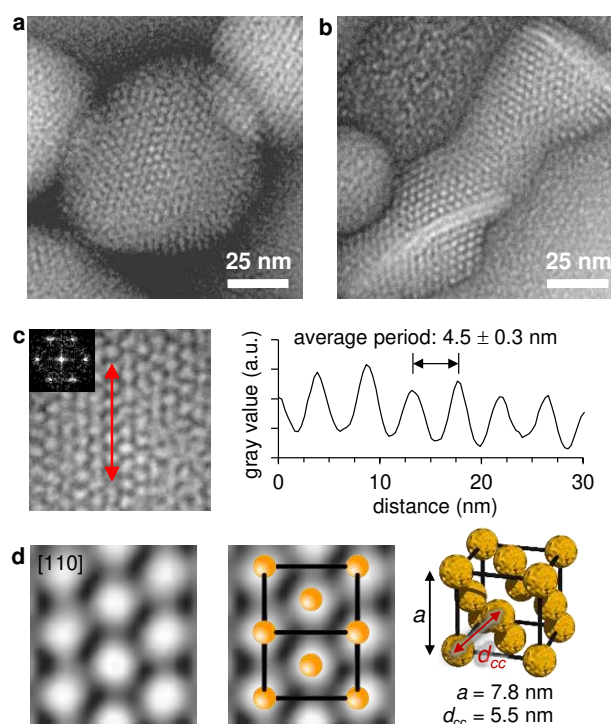 a
b
25 nm
25 nm
c
average period: 4.5 ± 0.3 nm
gray value (a.u.)
0
10
20
30
distance (nm)
d
[110]
a
dcc
a = 7.8 nm
dcc = 5.5 nm